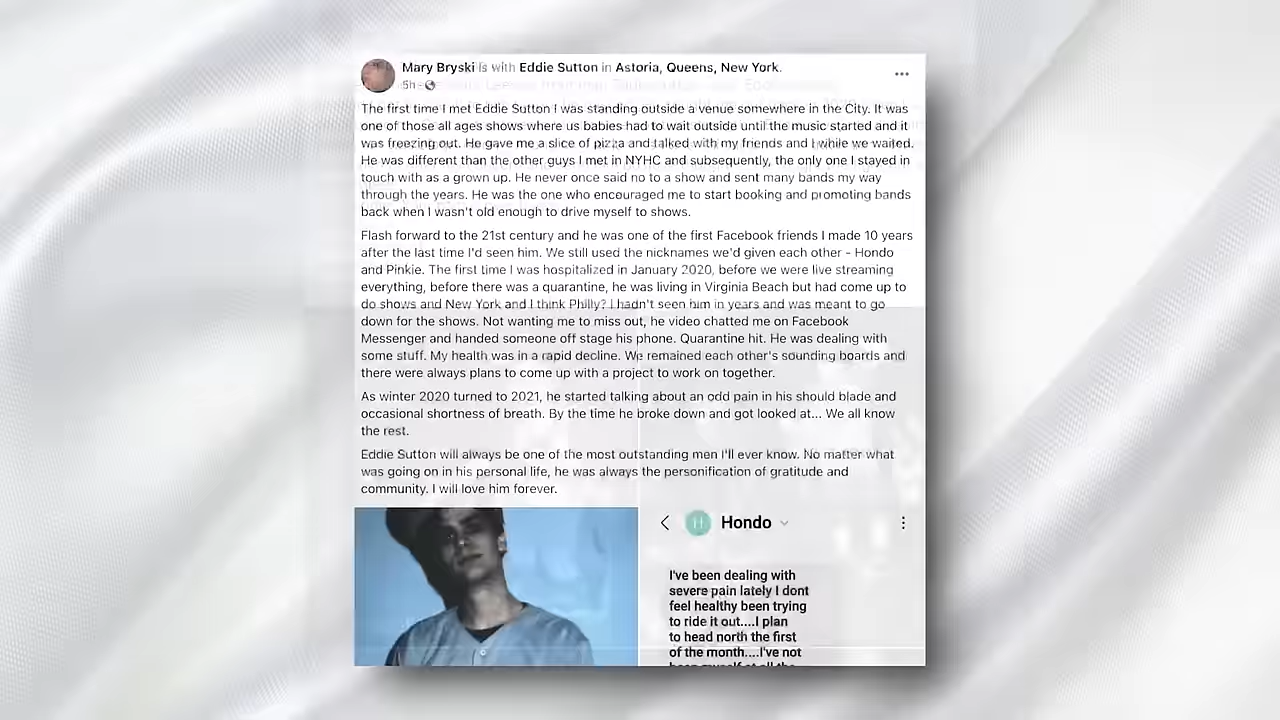 Mary Bryski is with Eddie Sutton in Astoria, Queens, New York.
5h
The first time I met Eddie Sutton I was standing outside a venue somewhere in the City. It was
one of those all ages shows where us babies had to wait outside until the music started and it
was freezing out. He gave me a slice of pizza and talked with my friends and I while we waited.
He was different than the other guys I met in NYHC and subsequently, the only one I stayed in
touch with as a grown up. He never once said no to a show and sent many bands my way
through the years. He was the one who encouraged me to start booking and promoting bands
back when I wasn't old enough to drive myself to shows.
Flash forward to the 21st century and he was one of the first Facebook friends I made 10 years
after the last time I'd seen him. We still used the nicknames we'd given each other - Hondo
and Pinkie. The first time I was hospitalized in January 2020, before we were live streaming
everything, before there was a quarantine, he was living in Virginia Beach but had come up to
do shows and New York and I think Philly? I hadn't seen him in years and was meant to go
down for the shows. Not wanting me to miss out, he video chatted me on Facebook
Messenger and handed someone off stage his phone. Quarantine hit. He was dealing with
some stuff. My health was in a rapid decline. We remained each other's sounding boards and
there were always plans to come up with a project to work on together.
As winter 2020 turned to 2021, he started talking about an odd pain in his should blade and
occasional shortness of breath. By the time he broke down and got looked at... We all know
the rest.
Eddie Sutton will always be one of the most outstanding men I'll ever know. No matter what
was going on in his personal life, he was always the personification of gratitude and
community. I will love him forever.
H Hondo
I've been dealing with
severe pain lately I dont
feel healthy been trying
to ride it out....I plan
to head north the first
of the month....I've not